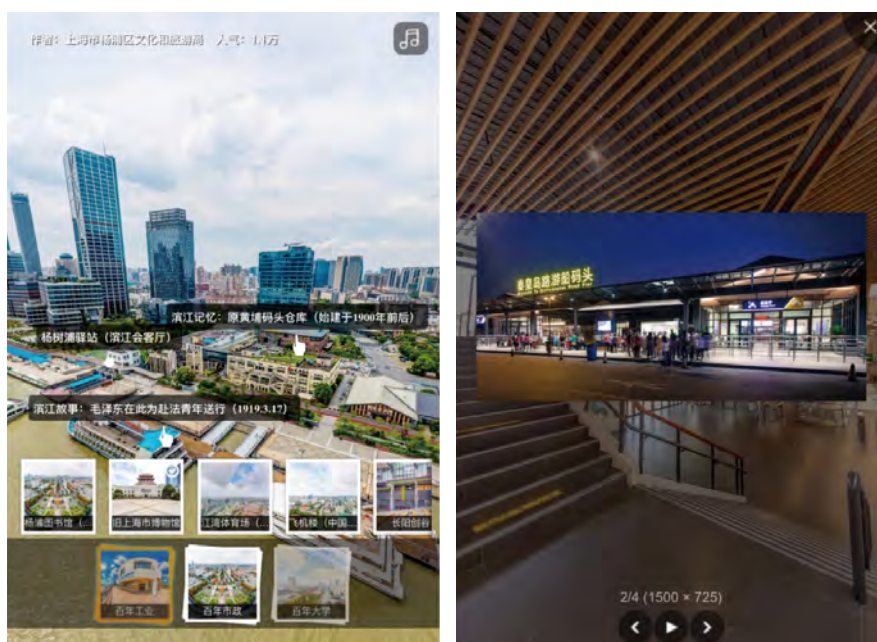 作者：上海市杨浦区文化和旅游局 人气：1.1万
滨江记忆：原黄埔码头仓库（始建于1900年前后）
杨树浦驿站（滨江会客厅）
滨江故事：毛泽东在此为赴法青年送行（1919.3.17）
杨浦图书馆（...
旧上海市博物馆
江湾体育场（...
飞机楼（中国...
长阳创谷
百年工业
百年市政
百年大学
秦皇岛路游船码头
2/4 (1500 × 725)